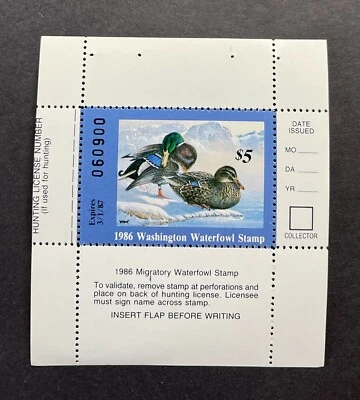 HUNTING LICENSE NUMBER
(If used for hunting)
060900
Expires
3/1/87
$5
1986 Washington Waterfowl Stamp
DATE
ISSUED
MO
DA
YR
COLLECTOR
1986 Migratory Waterfowl Stamp
To validate, remove stamp at perforations and
place on back of hunting license. Licensee
must sign name across stamp.
INSERT FLAP BEFORE WRITING